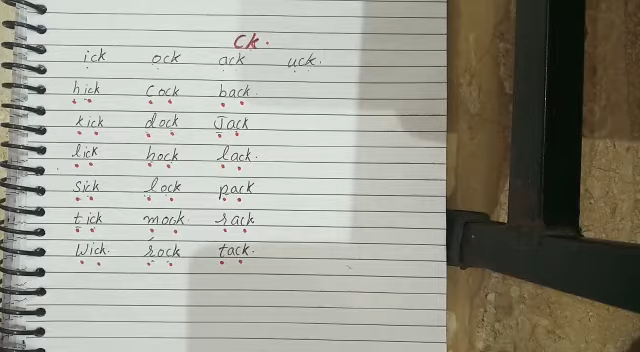 Ck.
ick ock ack uck.
hick Cock back.
kick dock Jack
lick hock lack.
sick lock pack
tick mock rack
Wick. rock tack.